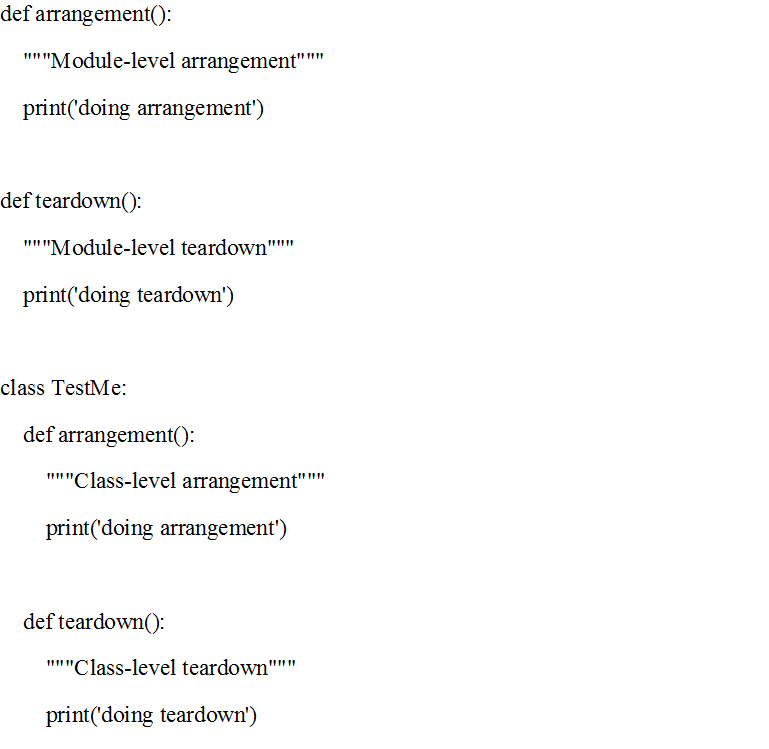 def arrangement():
"""Module-level arrangement"""
print('doing arrangement')
def teardown():
"""Module-level teardown"""
print('doing teardown')
class TestMe:
def arrangement():
"""Class-level arrangement"""
print('doing arrangement')
def teardown():
"""Class-level teardown"""
print('doing teardown')